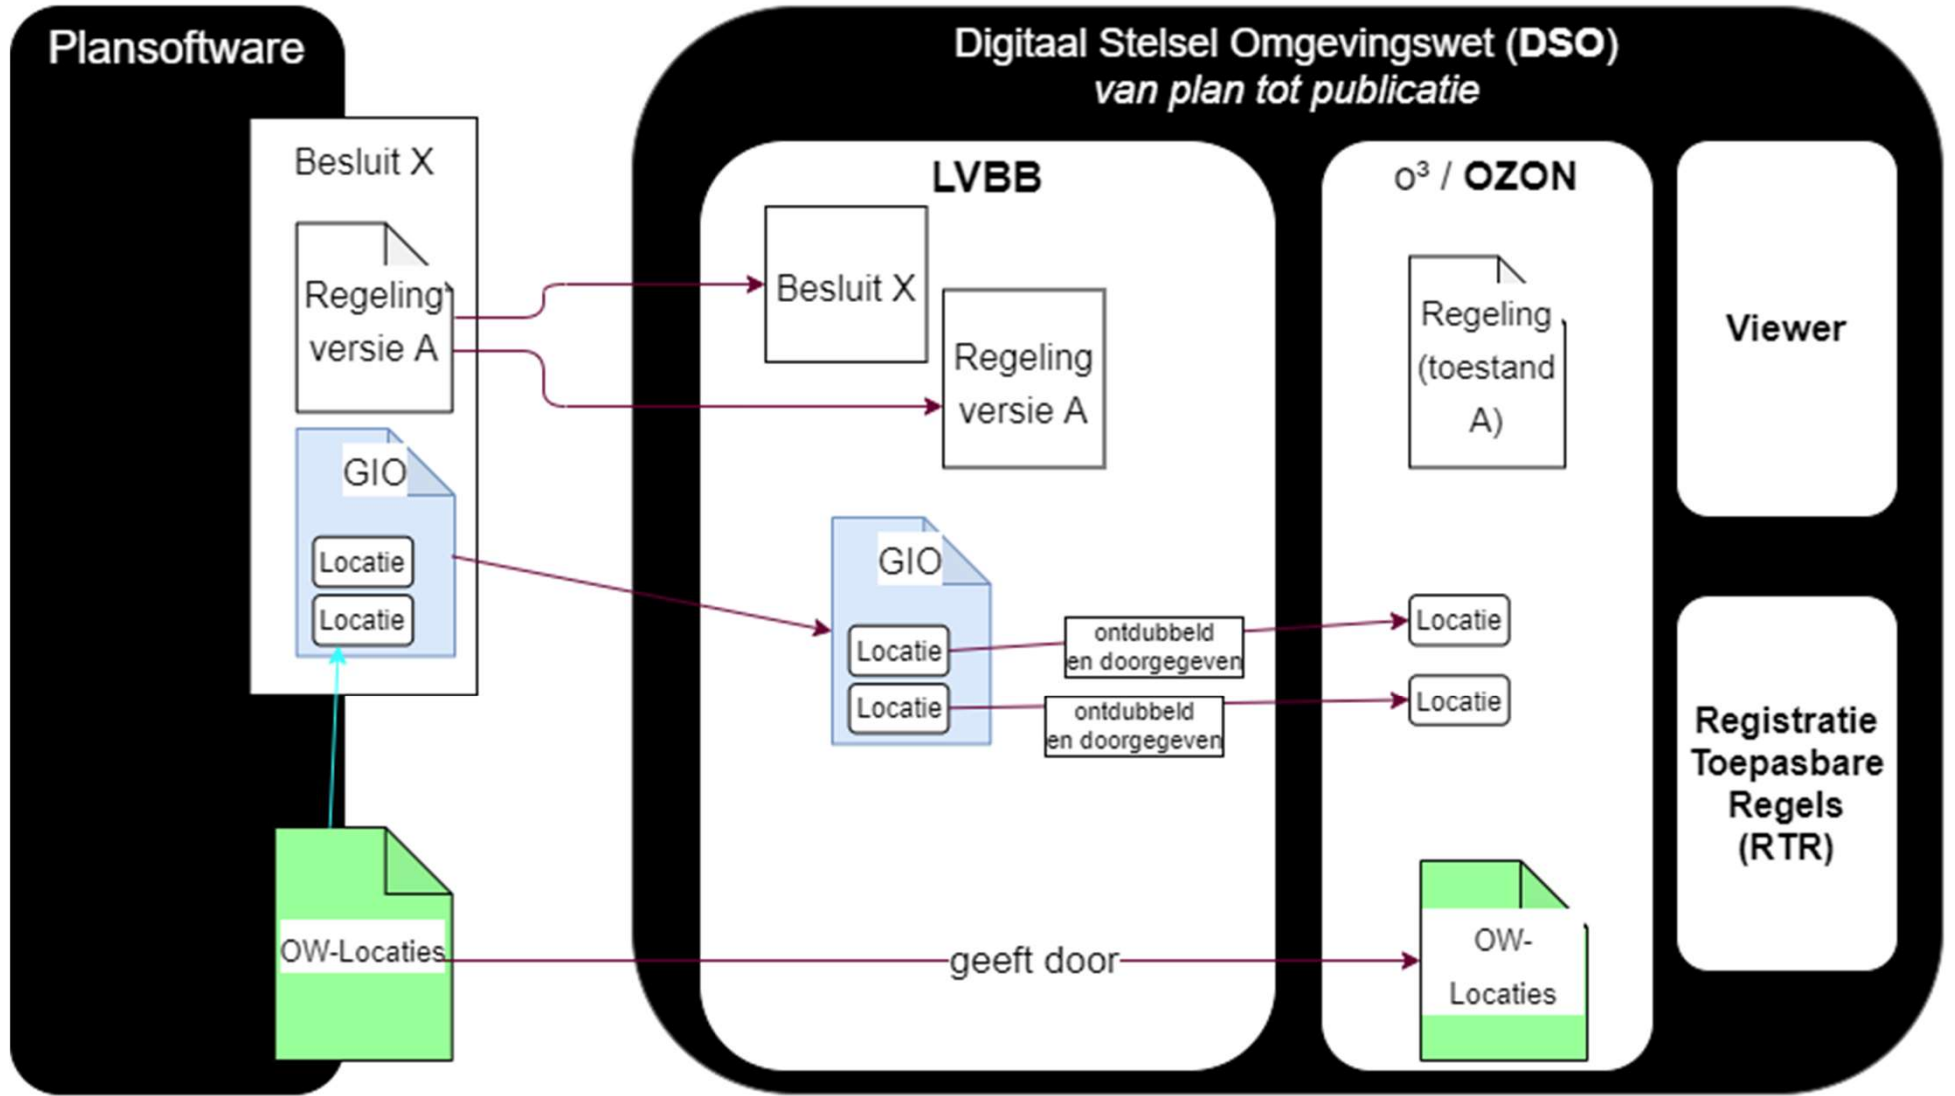 Plansoftware
Besluit X
Regeling
versie A
GIO
Locatie
Locatie
OW-Locaties
Digitaal Stelsel Omgevingswet (DSO)
van plan tot publicatie
LVBB
Besluit X
Regeling
versie A
GIO
Locatie
Locatie
ontdubbeld
en doorgegeven
ontdubbeld
en doorgegeven
geeft door
o³ / OZON
Regeling
(toestand
A)
Locatie
Locatie
OW-
Locaties
Viewer
Registratie
Toepasbare
Regels
(RTR)